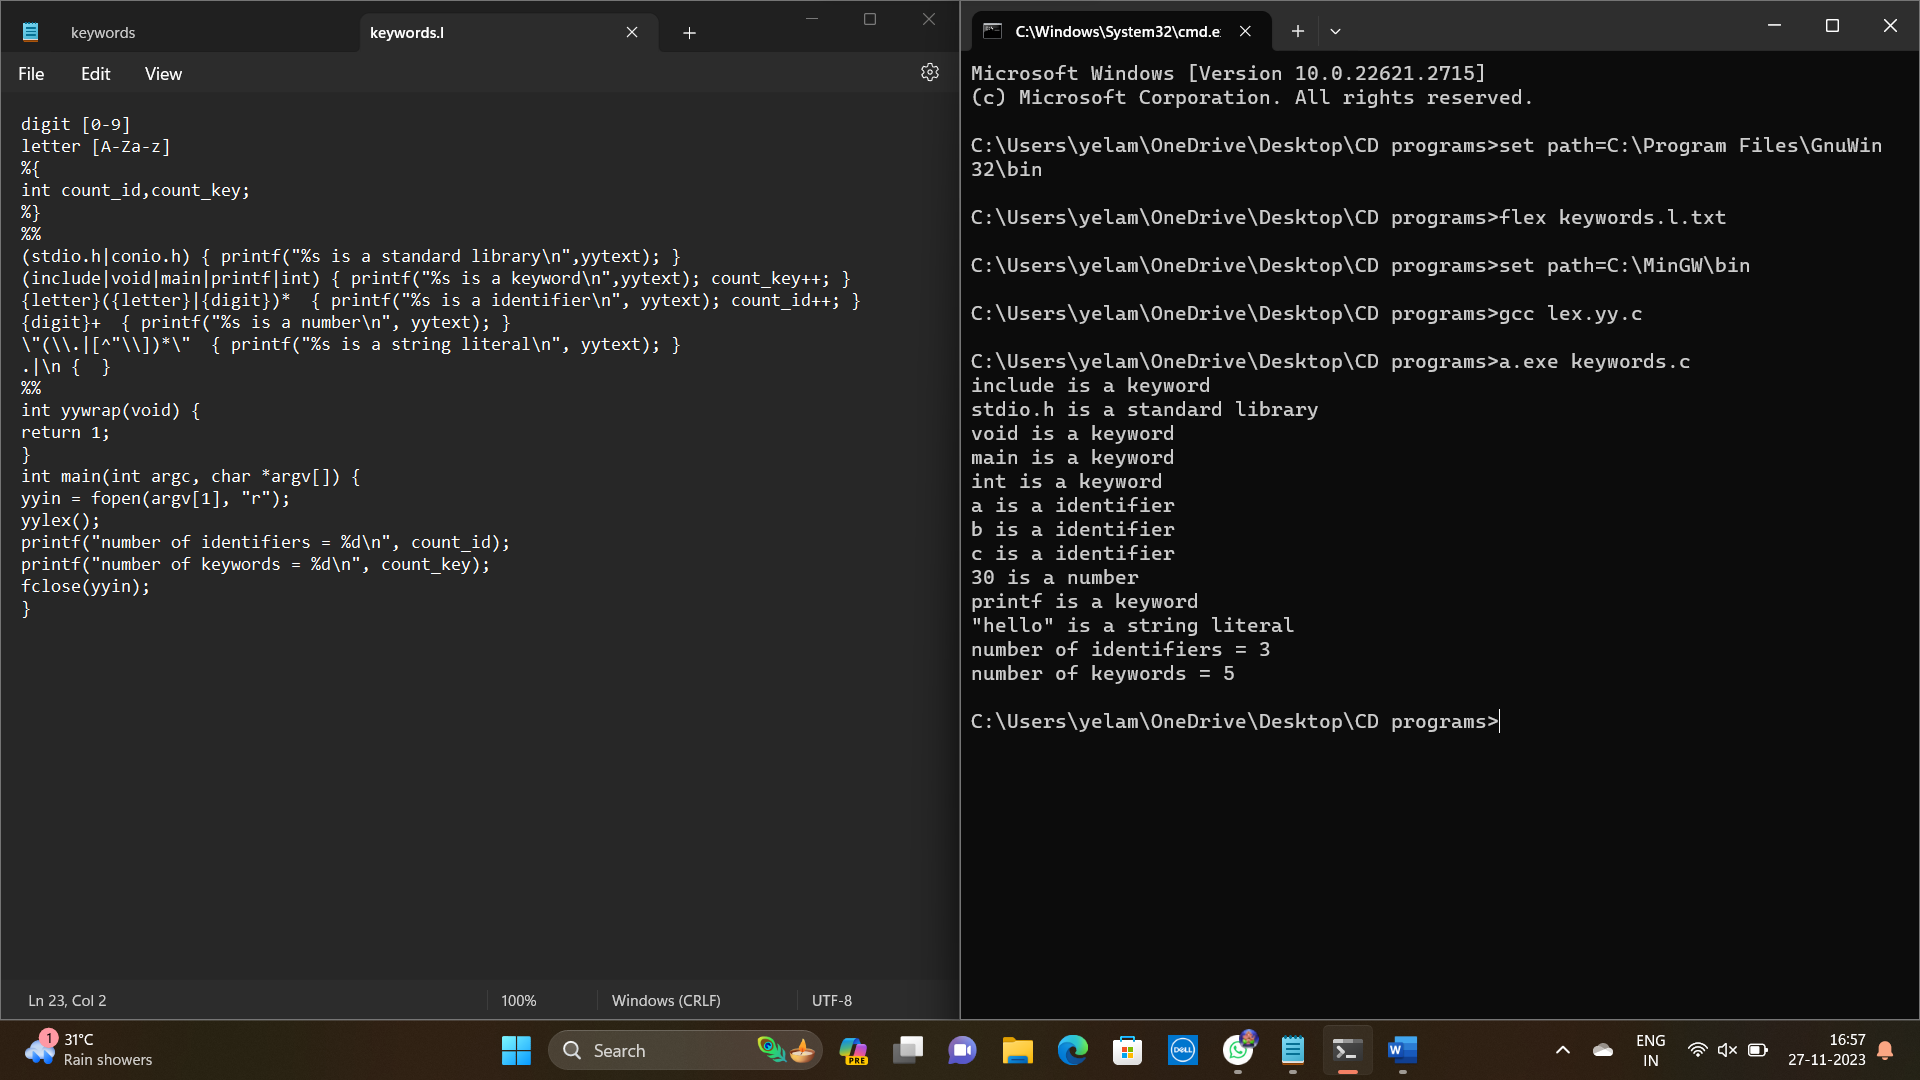 keywords
keywords.l
File
Edit
View
digit [0-9]
letter [A-Za-z]
%{
int count_id,count_key;
%}
%%
(stdio.h|conio.h) { printf("%s is a standard library\n",yytext); }
(include|void|main|printf|int) { printf("%s is a keyword\n",yytext); count_key++; }
{letter}({letter}|{digit})*  { printf("%s is a identifier\n", yytext); count_id++; }
{digit}+  { printf("%s is a number\n", yytext); }
\"(\\.|[^"\\])*\"  { printf("%s is a string literal\n", yytext); }
.|\n {  }
%%
int yywrap(void) {
return 1;
}
int main(int argc, char *argv[]) {
yyin = fopen(argv[1], "r");
yylex();
printf("number of identifiers = %d\n", count_id);
printf("number of keywords = %d\n", count_key);
fclose(yyin);
}
Ln 23, Col 2
100%
Windows (CRLF)
UTF-8
C:\Windows\System32\cmd.e
Microsoft Windows [Version 10.0.22621.2715]
(c) Microsoft Corporation. All rights reserved.
C:\Users\yelam\OneDrive\Desktop\CD programs>set path=C:\Program Files\GnuWin
32\bin
C:\Users\yelam\OneDrive\Desktop\CD programs>flex keywords.l.txt
C:\Users\yelam\OneDrive\Desktop\CD programs>set path=C:\MinGW\bin
C:\Users\yelam\OneDrive\Desktop\CD programs>gcc lex.yy.c
C:\Users\yelam\OneDrive\Desktop\CD programs>a.exe keywords.c
include is a keyword
stdio.h is a standard library
void is a keyword
main is a keyword
int is a keyword
a is a identifier
b is a identifier
c is a identifier
30 is a number
printf is a keyword
"hello" is a string literal
number of identifiers = 3
number of keywords = 5
C:\Users\yelam\OneDrive\Desktop\CD programs>
1
31°C
Rain showers
Search
PRE
DELL
W
ENG
IN
16:57
27-11-2023